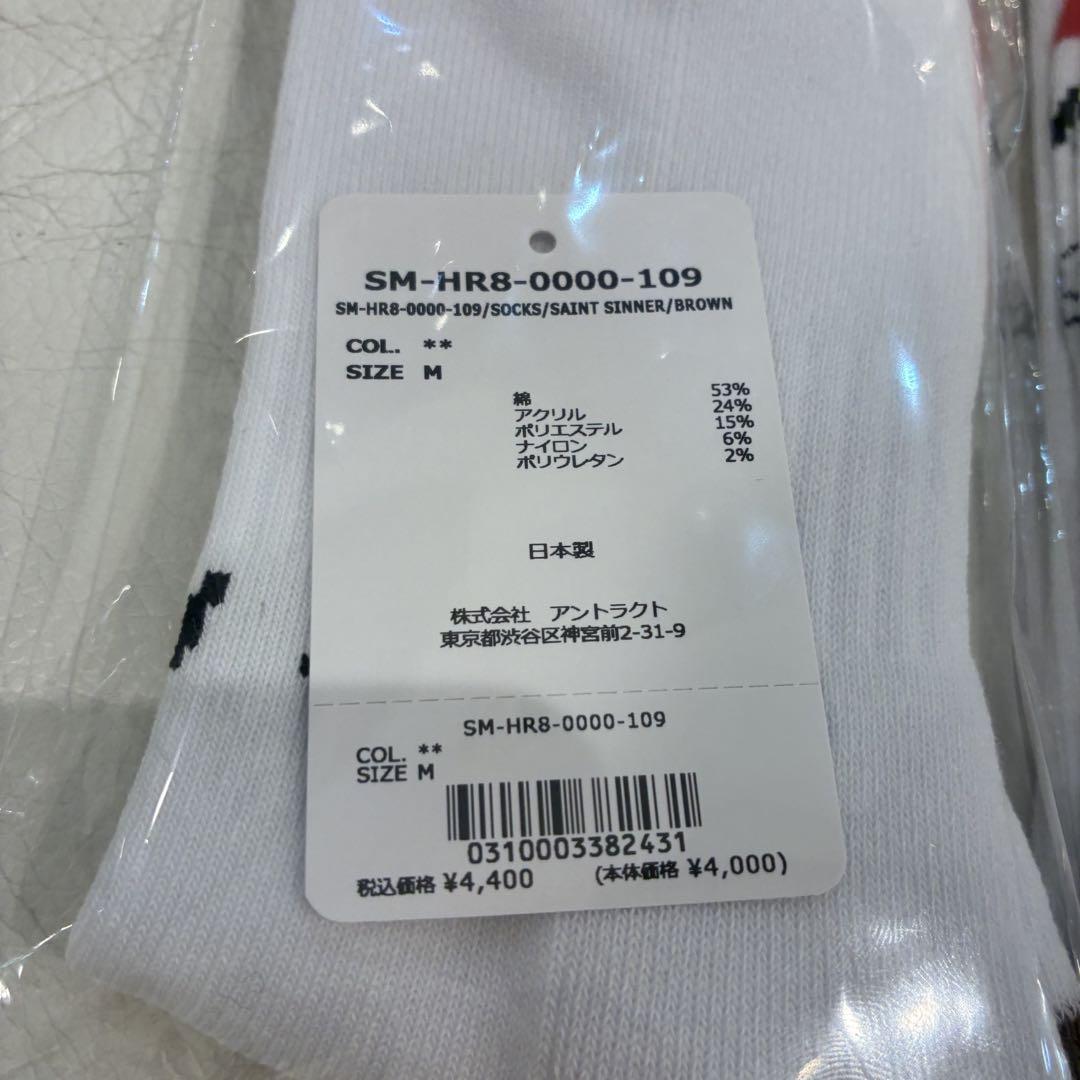 SM-HR8-0000-109
SM-HR8-0000-109/SOCKS/SAINT SINNER/BROWN
COL. **
SIZE M
綿 53%
アクリル 24%
ポリエステル 15%
ナイロン 6%
ポリウレタン 2%
日本製
株式会社 アントラクト
東京都渋谷区神宮前2-31-9
SM-HR8-0000-109
COL. **
SIZE M
0310003382431
税込価格 ¥4,400 (本体価格 ¥4,000)